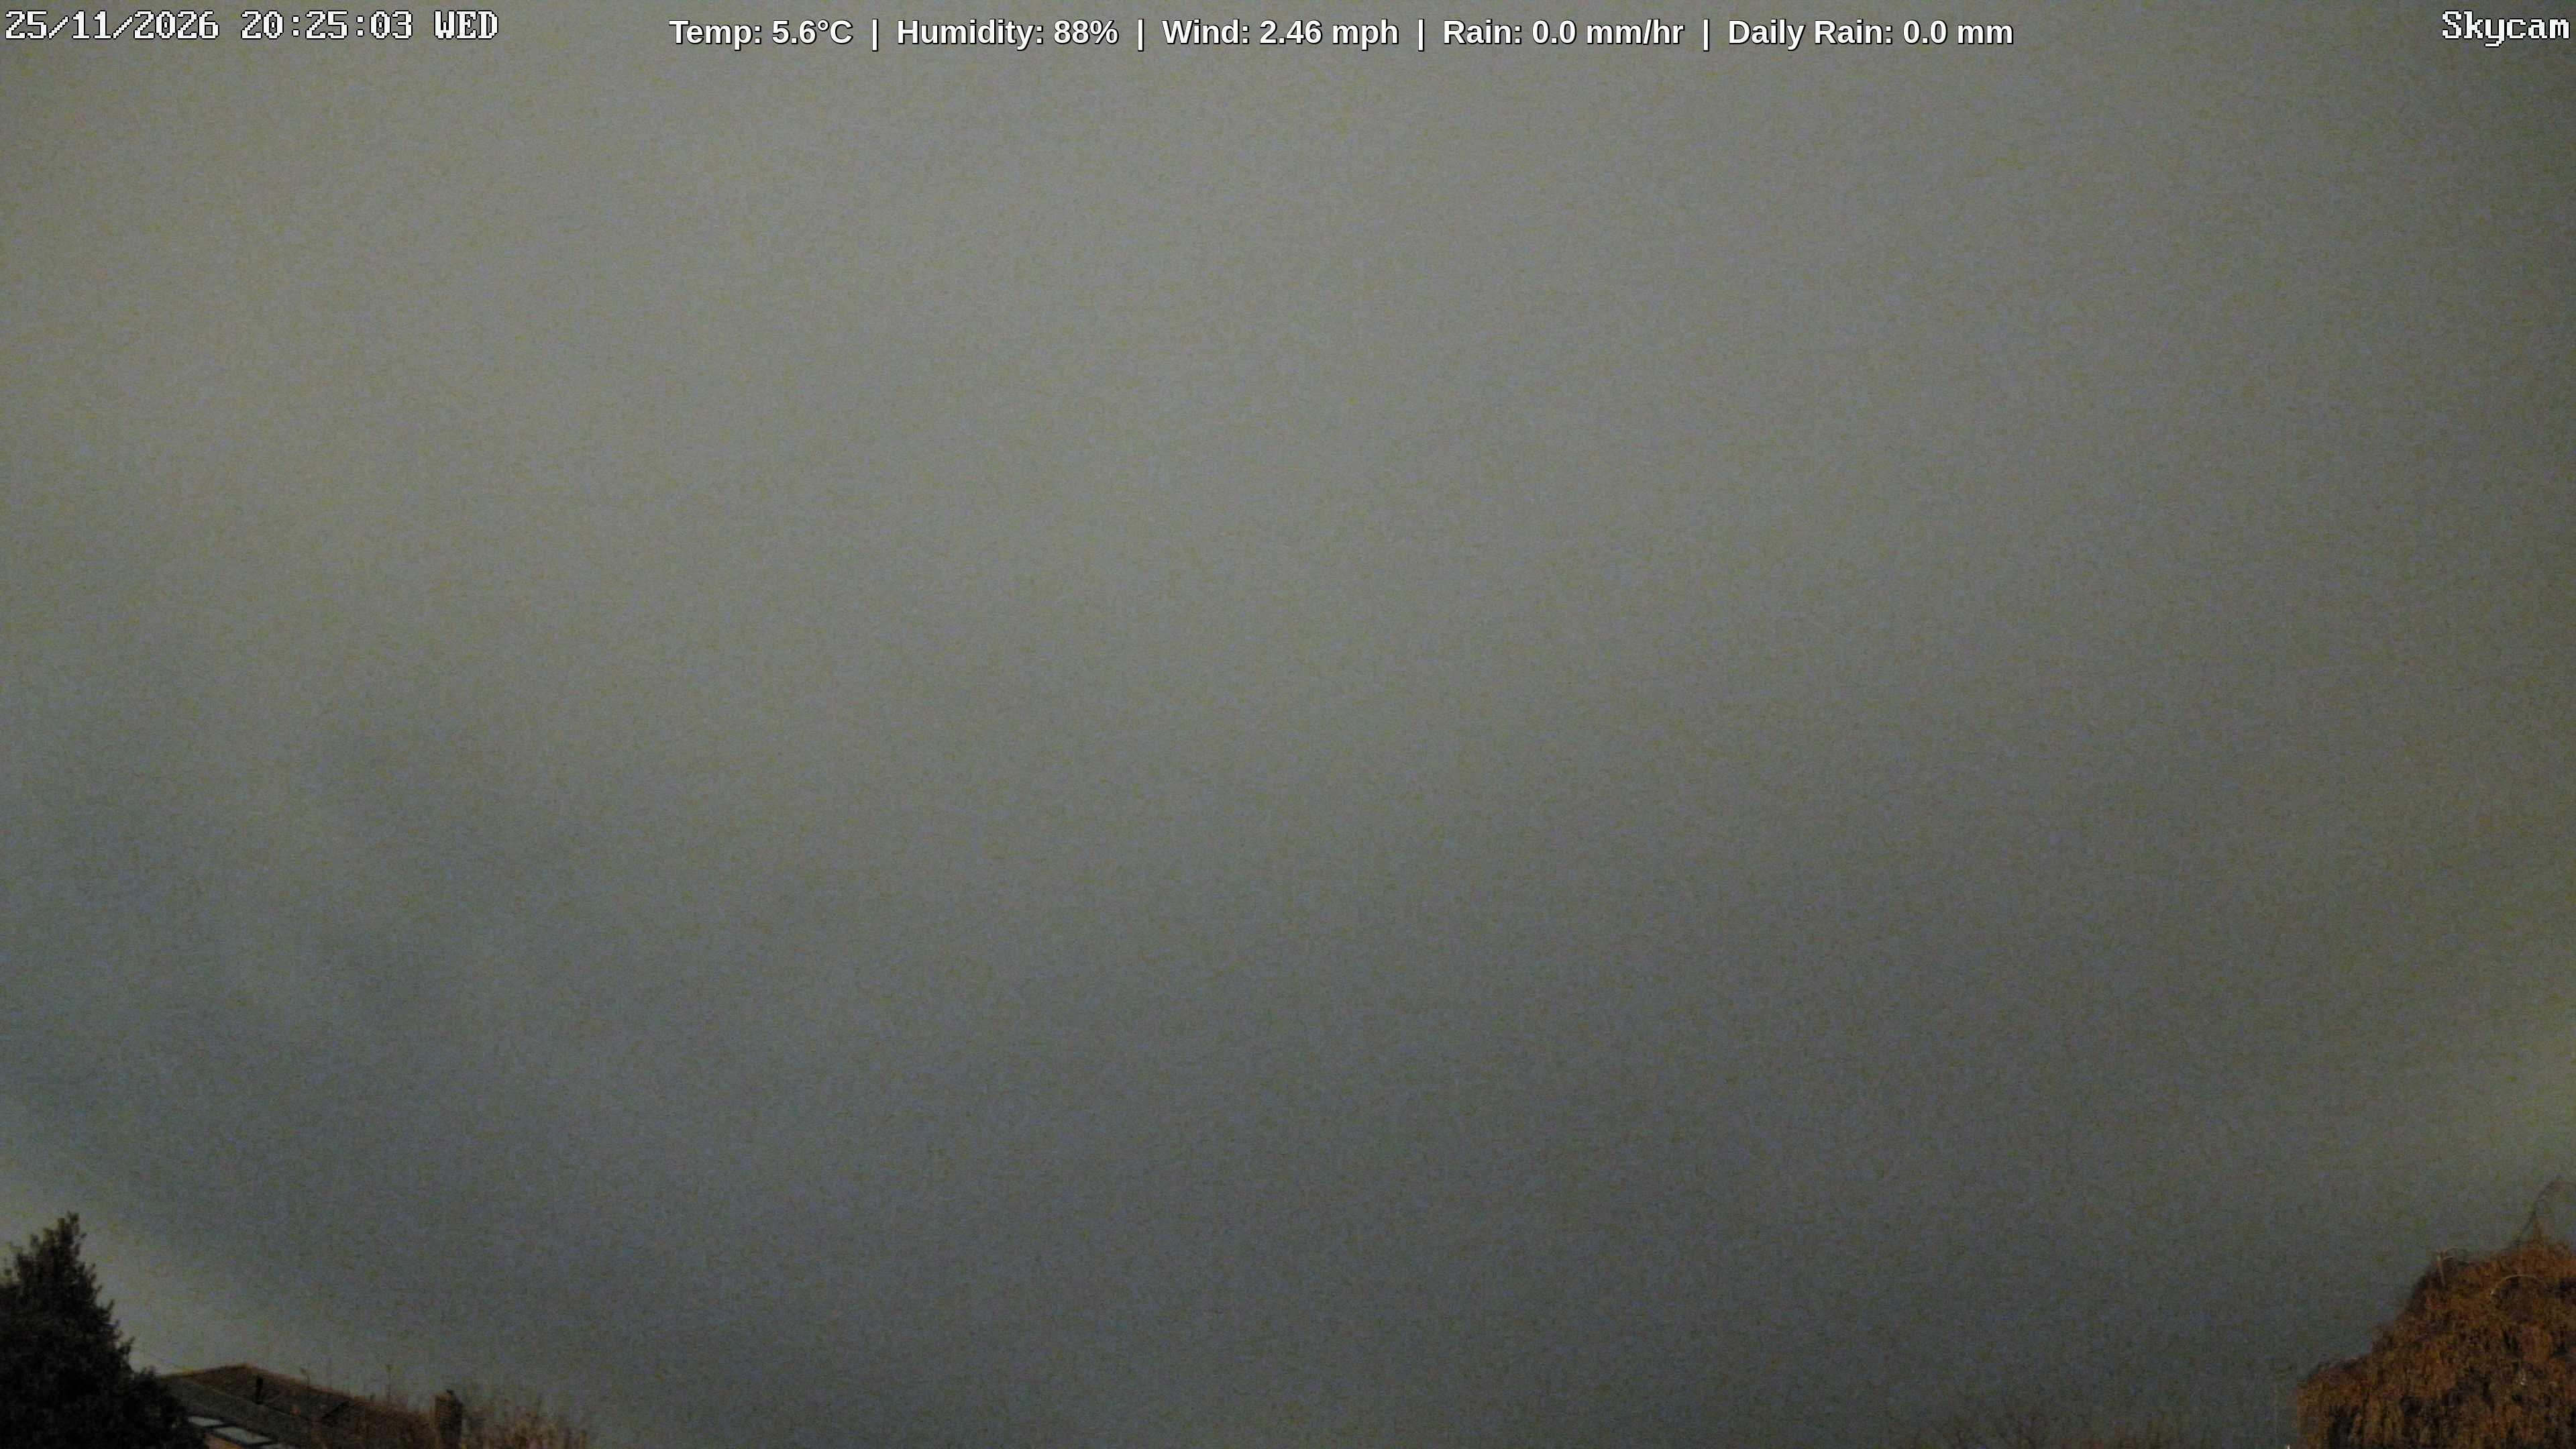 25/11/2026 20:25:03 WED
Temp: 5.6°C | Humidity: 88% | Wind: 2.46 mph | Rain: 0.0 mm/hr | Daily Rain: 0.0 mm
Skycam